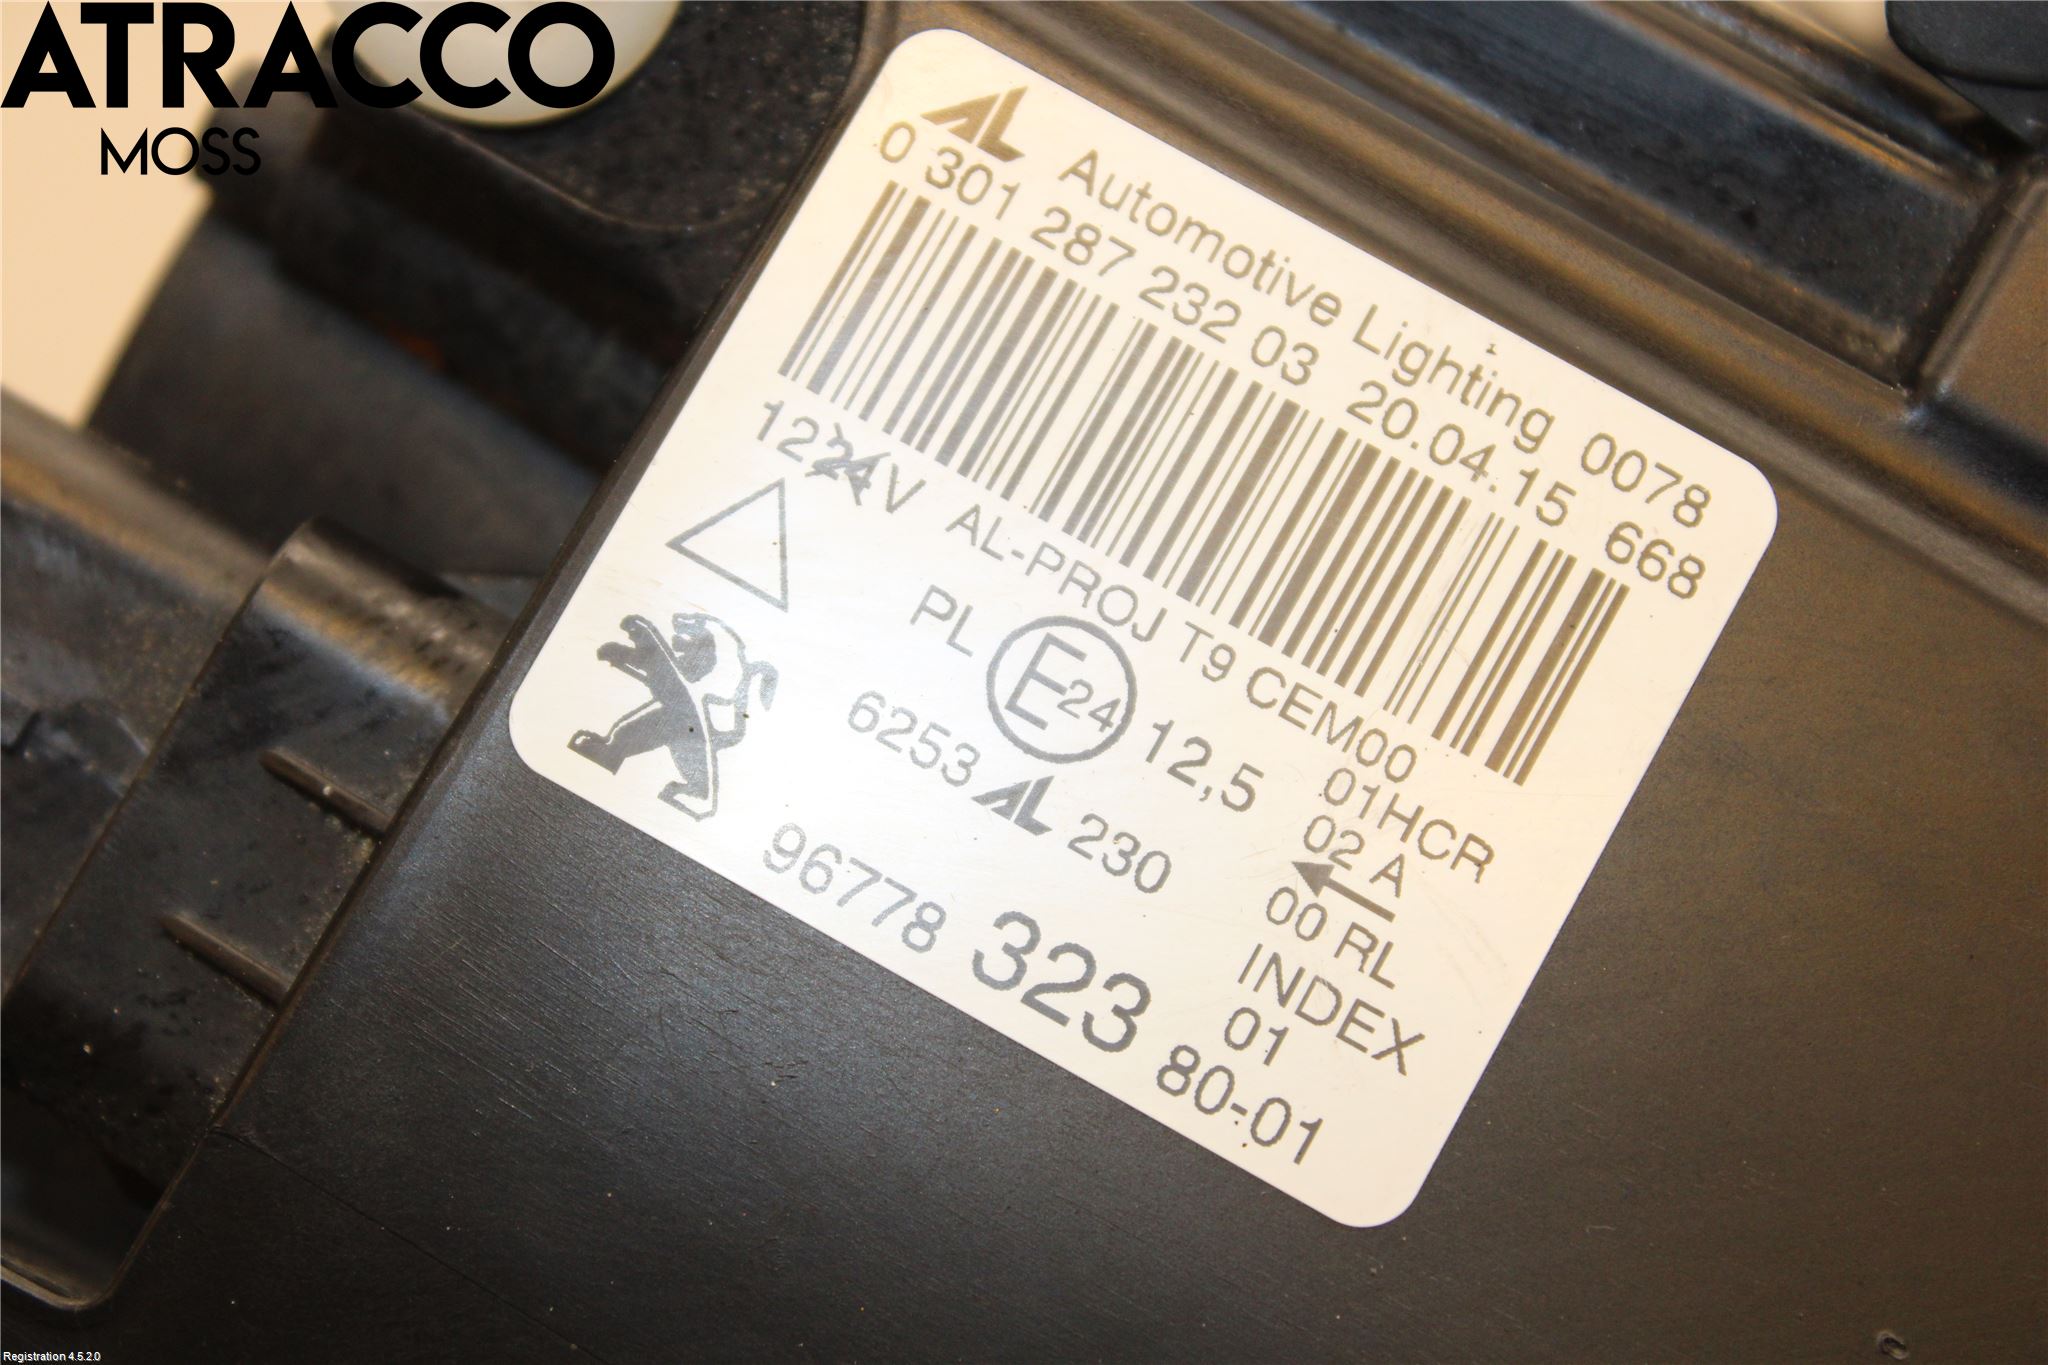 ATRACCO
MOSS
AL Automotive Lighting 0078
0 301 287 232 03 20.04.15 668
1224V AL-PROJ T9 CEM00
PL E24 12,5 01HCR
02 A
6253 AL 230 00 RL
INDEX
01
96778 323 80-01
Registration 4.5.2.0